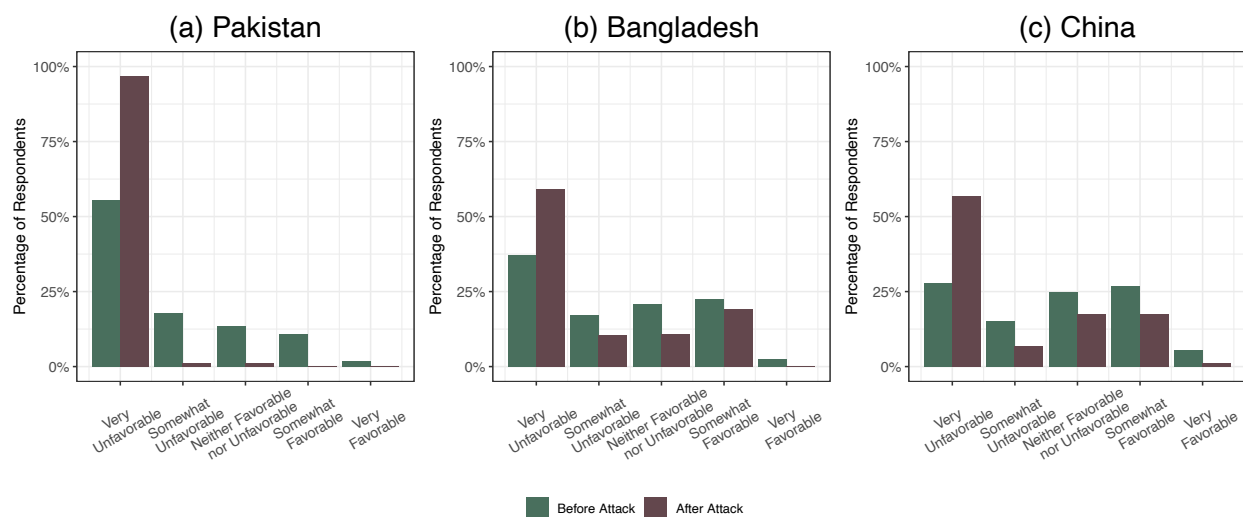 (a) Pakistan
(b) Bangladesh
(c) China
Percentage of Respondents
100%
75%
50%
25%
0%
Very
Unfavorable
Somewhat
Unfavorable
Neither Favorable
nor Unfavorable
Somewhat
Favorable
Very
Favorable
Percentage of Respondents
100%
75%
50%
25%
0%
Very
Unfavorable
Somewhat
Unfavorable
Neither Favorable
nor Unfavorable
Somewhat
Favorable
Very
Favorable
Percentage of Respondents
100%
75%
50%
25%
0%
Very
Unfavorable
Somewhat
Unfavorable
Neither Favorable
nor Unfavorable
Somewhat
Favorable
Very
Favorable
Before Attack After Attack